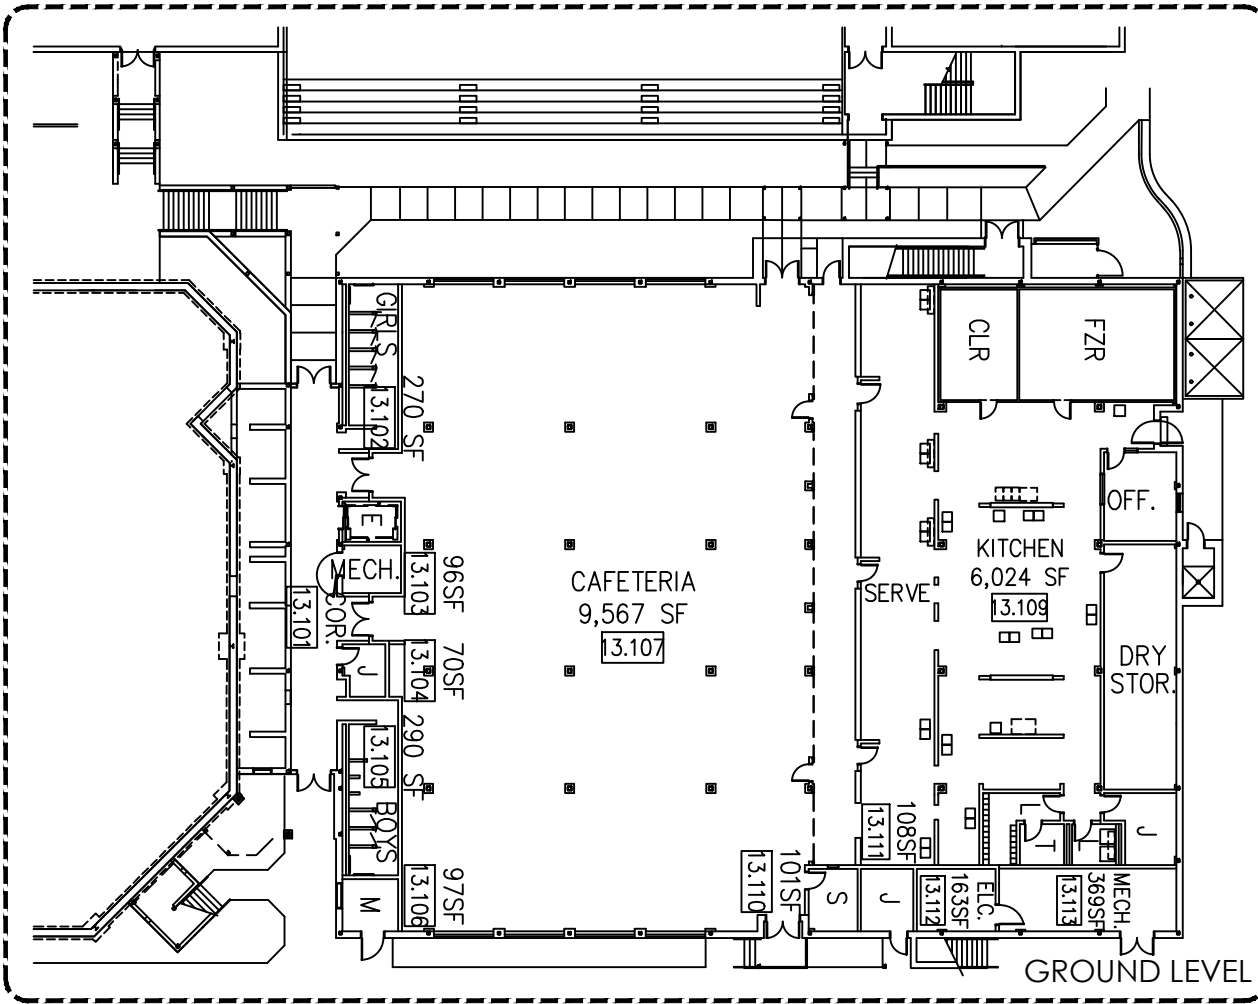 GIRLS
13.102
270 SF
E
MECH.
13.103
96SF
COR.
13.101
J
13.104
70SF
13.105
290 SF
BOYS
M
13.106
97SF
CAFETERIA
9,567 SF
13.107
13.110
101SF
S
J
SERVE
13.111
108SF
CLR
FZR
KITCHEN
6,024 SF
13.109
OFF.
DRY
STOR.
T
T
J
ELC.
163SF
13.112
MECH.
369SF
13.113
GROUND LEVEL